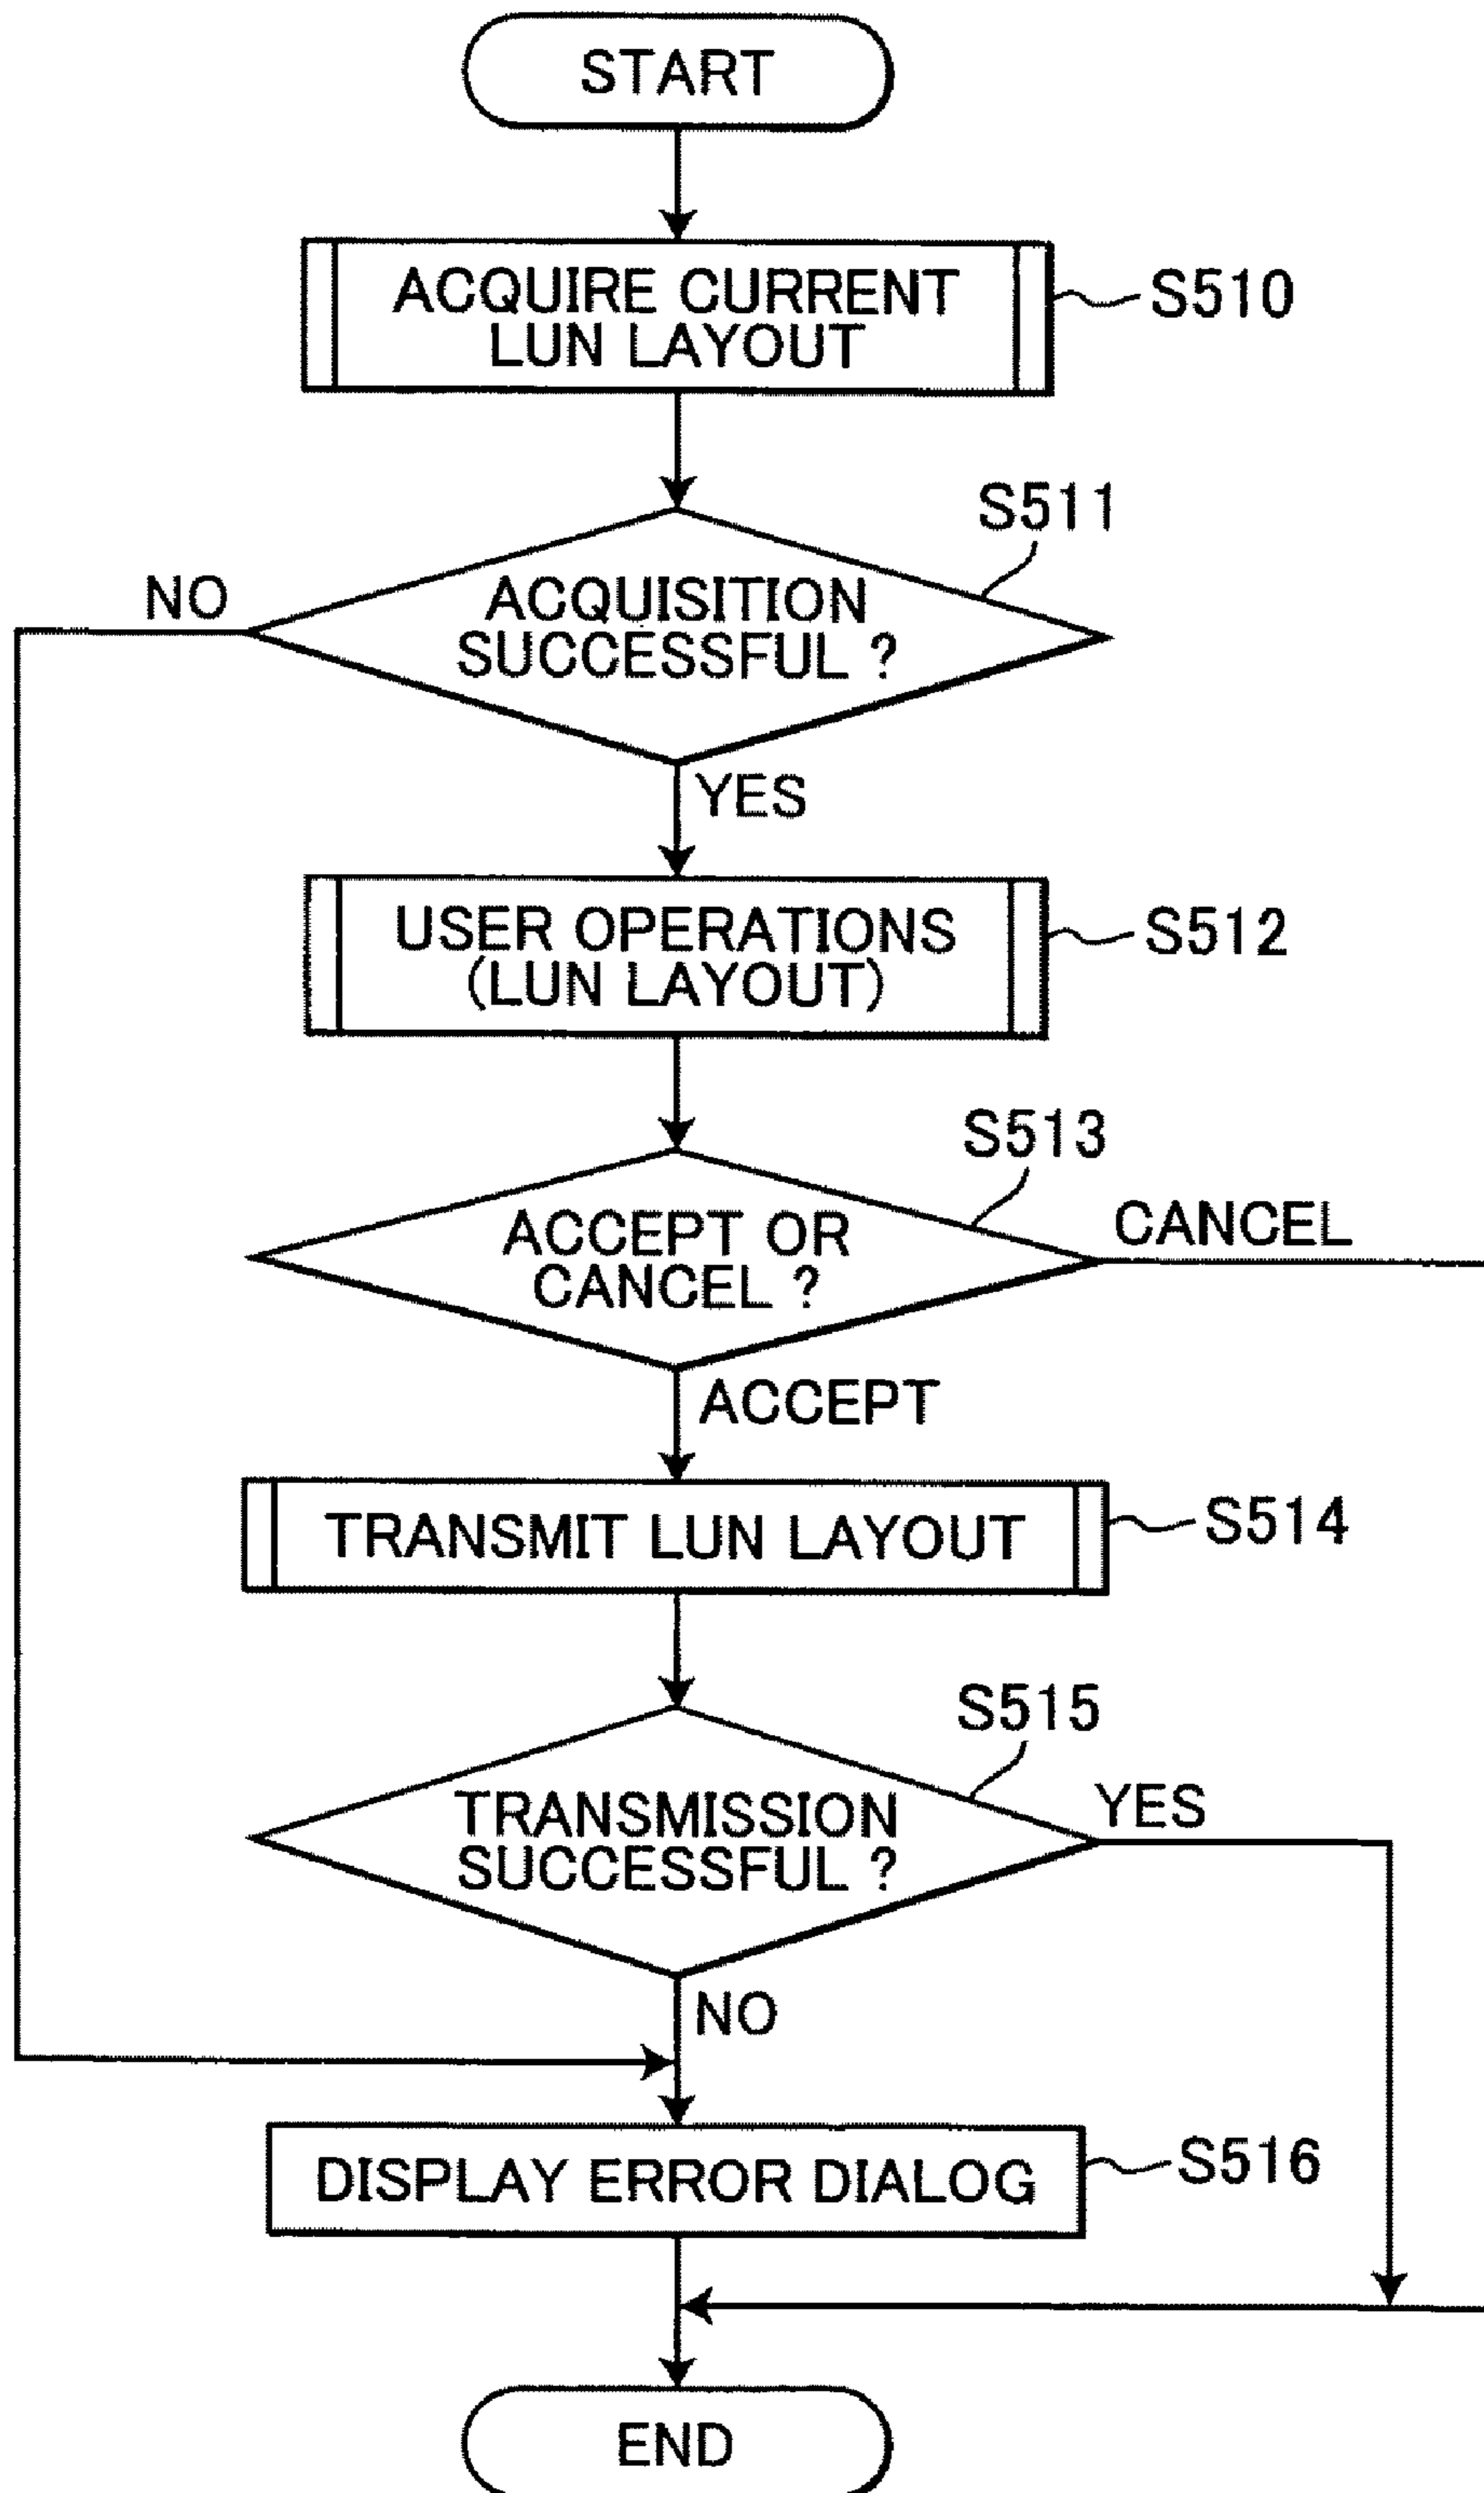 START
ACQUIRE CURRENT
LUN LAYOUT
S510
S511
NO
ACQUISITION
SUCCESSFUL ?
YES
USER OPERATIONS
(LUN LAYOUT)
S512
S513
ACCEPT OR
CANCEL ?
CANCEL
ACCEPT
TRANSMIT LUN LAYOUT
S514
S515
TRANSMISSION
SUCCESSFUL ?
YES
NO
DISPLAY ERROR DIALOG
S516
END